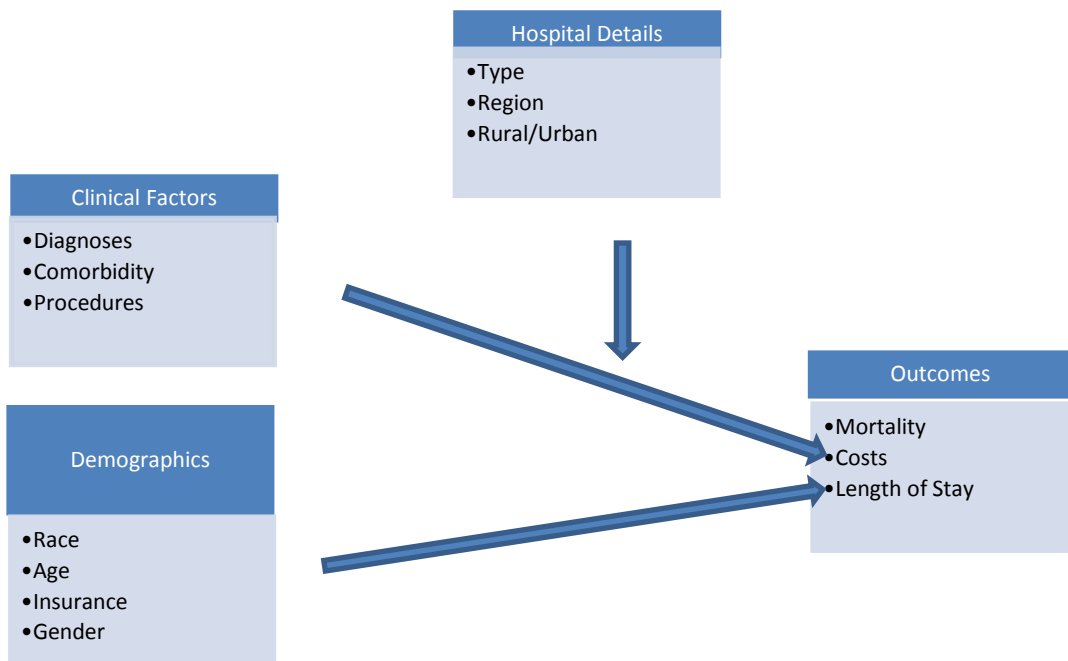 Hospital Details
•Type
•Region
•Rural/Urban
Clinical Factors
•Diagnoses
•Comorbidity
•Procedures
Demographics
•Race
•Age
•Insurance
•Gender
Outcomes
•Mortality
•Costs
•Length of Stay